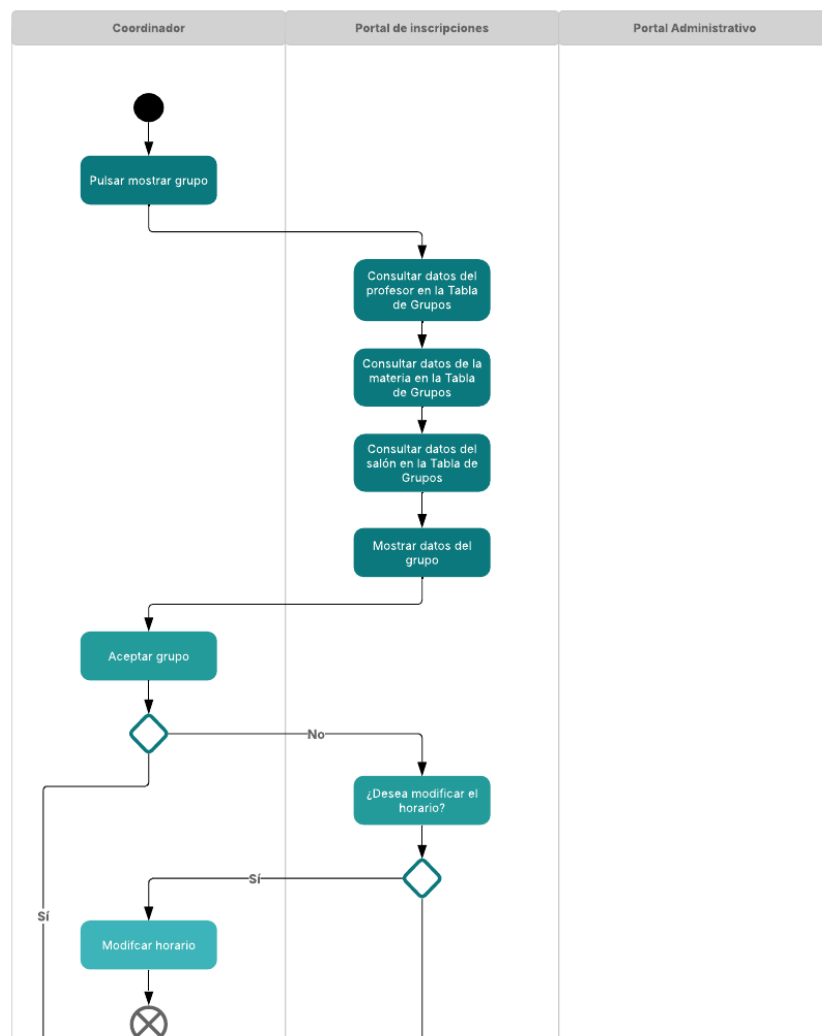 Coordinador
Portal de inscripciones
Portal Administrativo
Pulsar mostrar grupo
Consultar datos del
profesor en la Tabla
de Grupos
Consultar datos de la
materia en la Tabla
de Grupos
Consultar datos del
salón en la Tabla de
Grupos
Mostrar datos del
grupo
Aceptar grupo
No
¿Desea modificar el
horario?
Sí
Sí
Modifcar horario